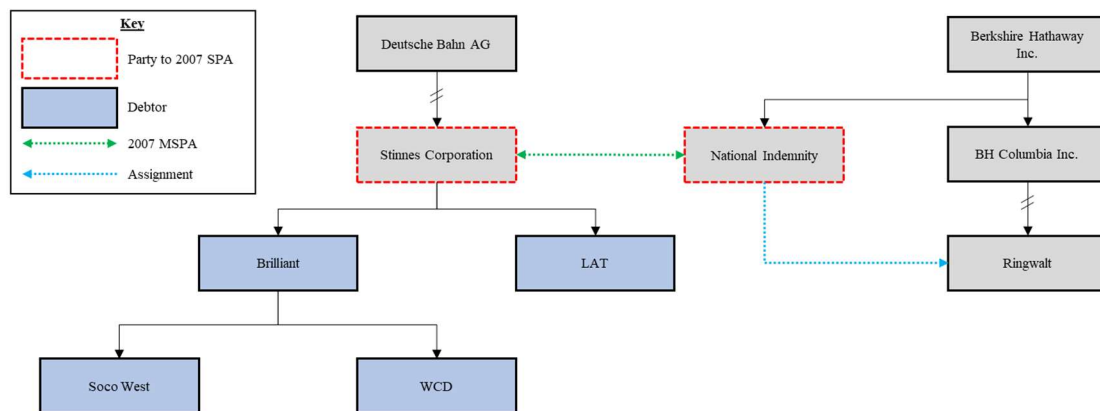 Key
Party to 2007 SPA
Debtor
2007 MSPA
Assignment
Deutsche Bahn AG
Berkshire Hathaway
Inc.
Stinnes Corporation
National Indemnity
BH Columbia Inc.
Brilliant
LAT
Ringwalt
Soco West
WCD